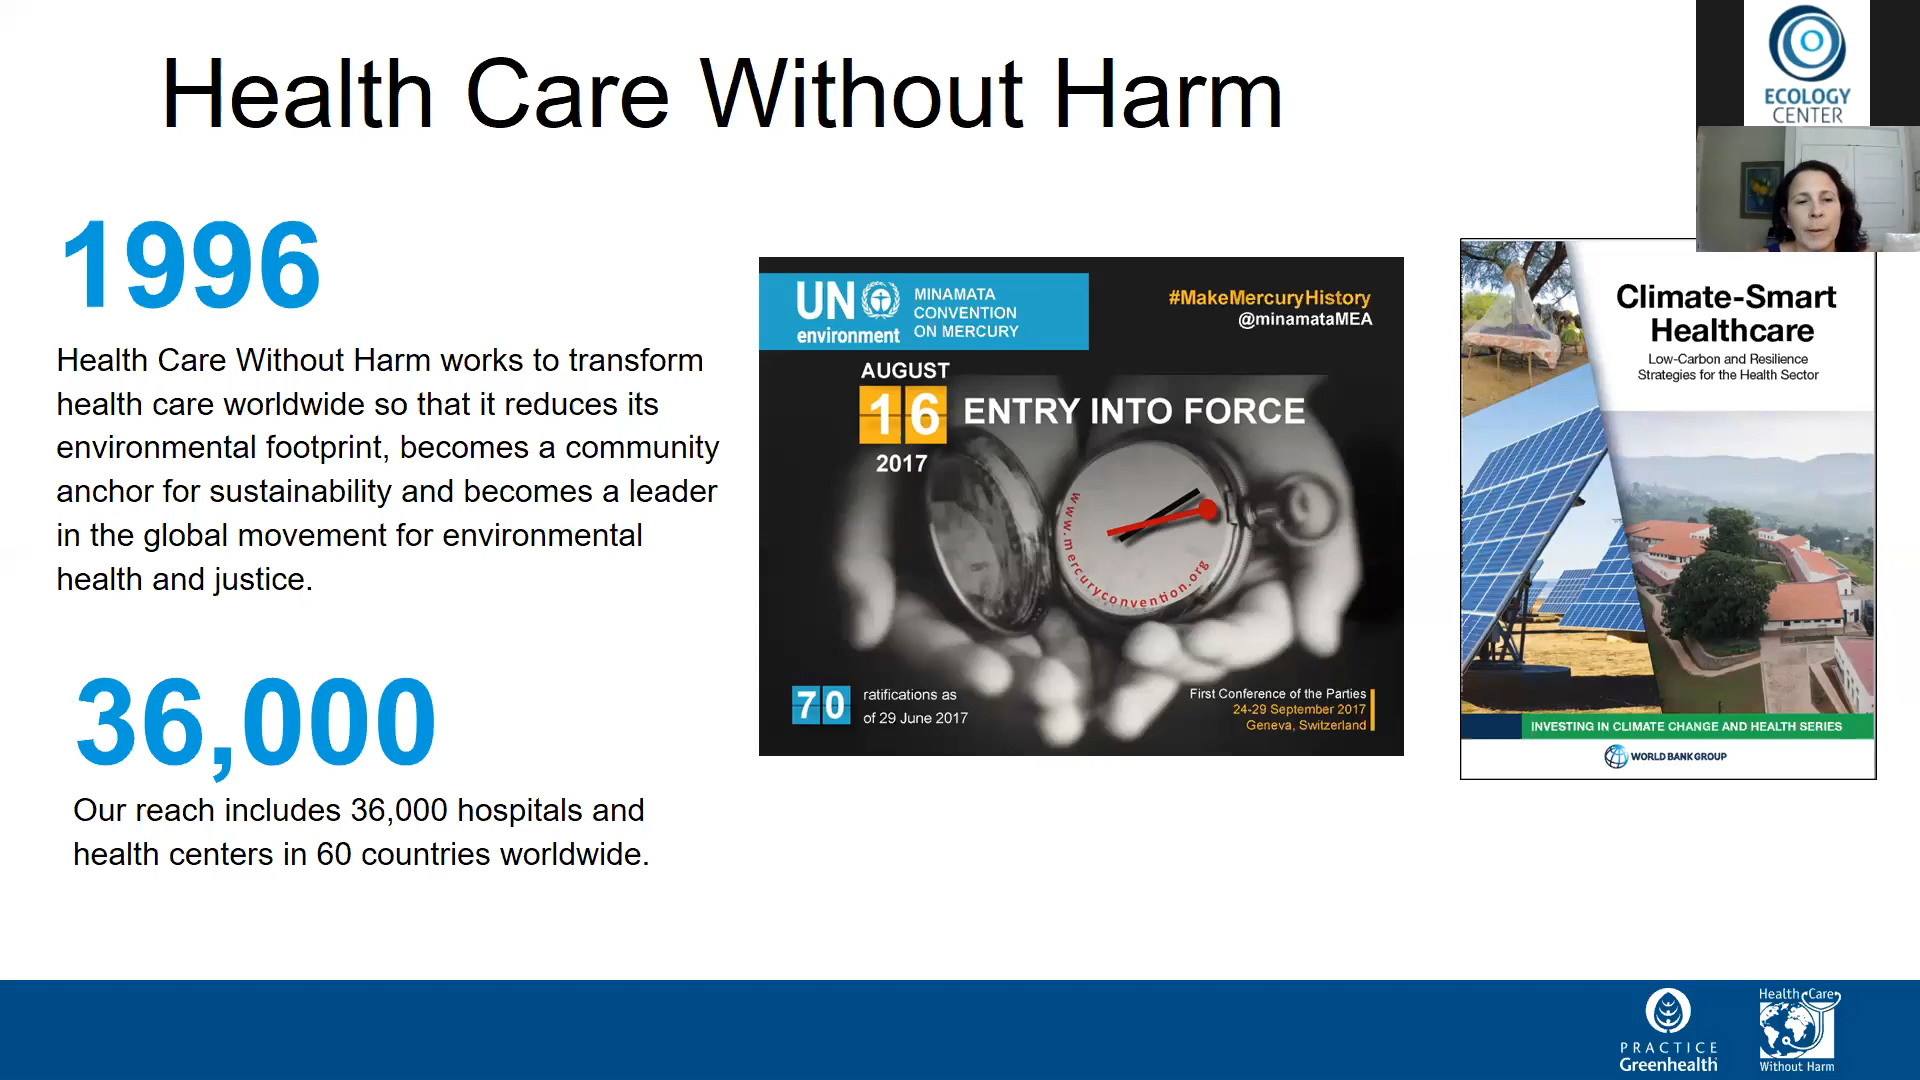 Health Care Without Harm
ECOLOGY
CENTER
1996
Health Care Without Harm works to transform
health care worldwide so that it reduces its
environmental footprint, becomes a community
anchor for sustainability and becomes a leader
in the global movement for environmental
health and justice.
36,000
Our reach includes 36,000 hospitals and
health centers in 60 countries worldwide.
UN
environment
MINAMATA
CONVENTION
ON MERCURY
#MakeMercuryHistory
@minamataMEA
AUGUST
16
2017
ENTRY INTO FORCE
www.mercuryconvention.org
70
ratifications as
of 29 June 2017
First Conference of the Parties
24-29 September 2017
Geneva, Switzerland
Climate-Smart
Healthcare
Low-Carbon and Resilience
Strategies for the Health Sector
INVESTING IN CLIMATE CHANGE AND HEALTH SERIES
WORLD BANK GROUP
PRACTICE
Greenhealth
Health Care
Without Harm